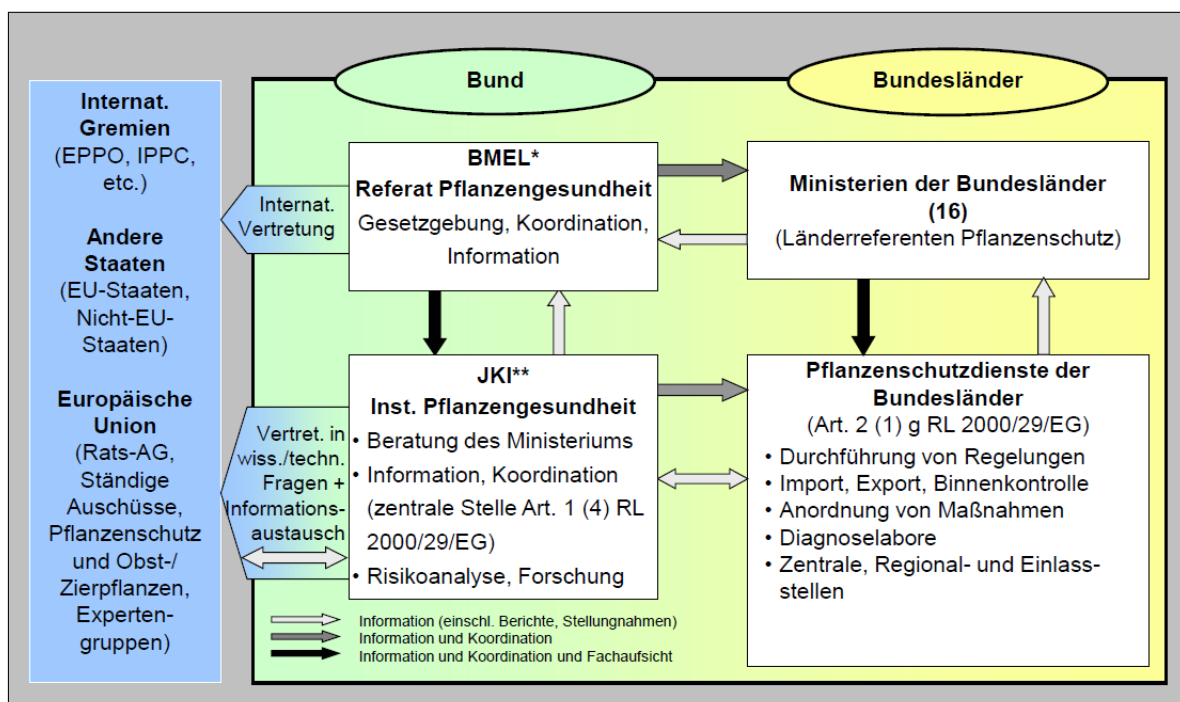 Bund
Bundesländer
Internat.
Gremien
(EPPO, IPPC,
etc.)
Andere
Staaten
(EU-Staaten,
Nicht-EU-
Staaten)
Europäische
Union
(Rats-AG,
Ständige
Auschüsse,
Pflanzenschutz
und Obst-/
Zierpflanzen,
Experten-
gruppen)
Internat.
Vertretung
BMEL*
Referat Pflanzengesundheit
Gesetzgebung, Koordination,
Information
Ministerien der Bundesländer
(16)
(Länderreferenten Pflanzenschutz)
Vertret. in
wiss./techn.
Fragen +
Informations-
austausch
JKI**
Inst. Pflanzengesundheit
• Beratung des Ministeriums
• Information, Koordination
(zentrale Stelle Art. 1 (4) RL
2000/29/EG)
• Risikoanalyse, Forschung
Pflanzenschutzdienste der
Bundesländer
(Art. 2 (1) g RL 2000/29/EG)
• Durchführung von Regelungen
• Import, Export, Binnenkontrolle
• Anordnung von Maßnahmen
• Diagnoselabore
• Zentrale, Regional- und Einlass-
stellen
Information (einschl. Berichte, Stellungnahmen)
Information und Koordination
Information und Koordination und Fachaufsicht